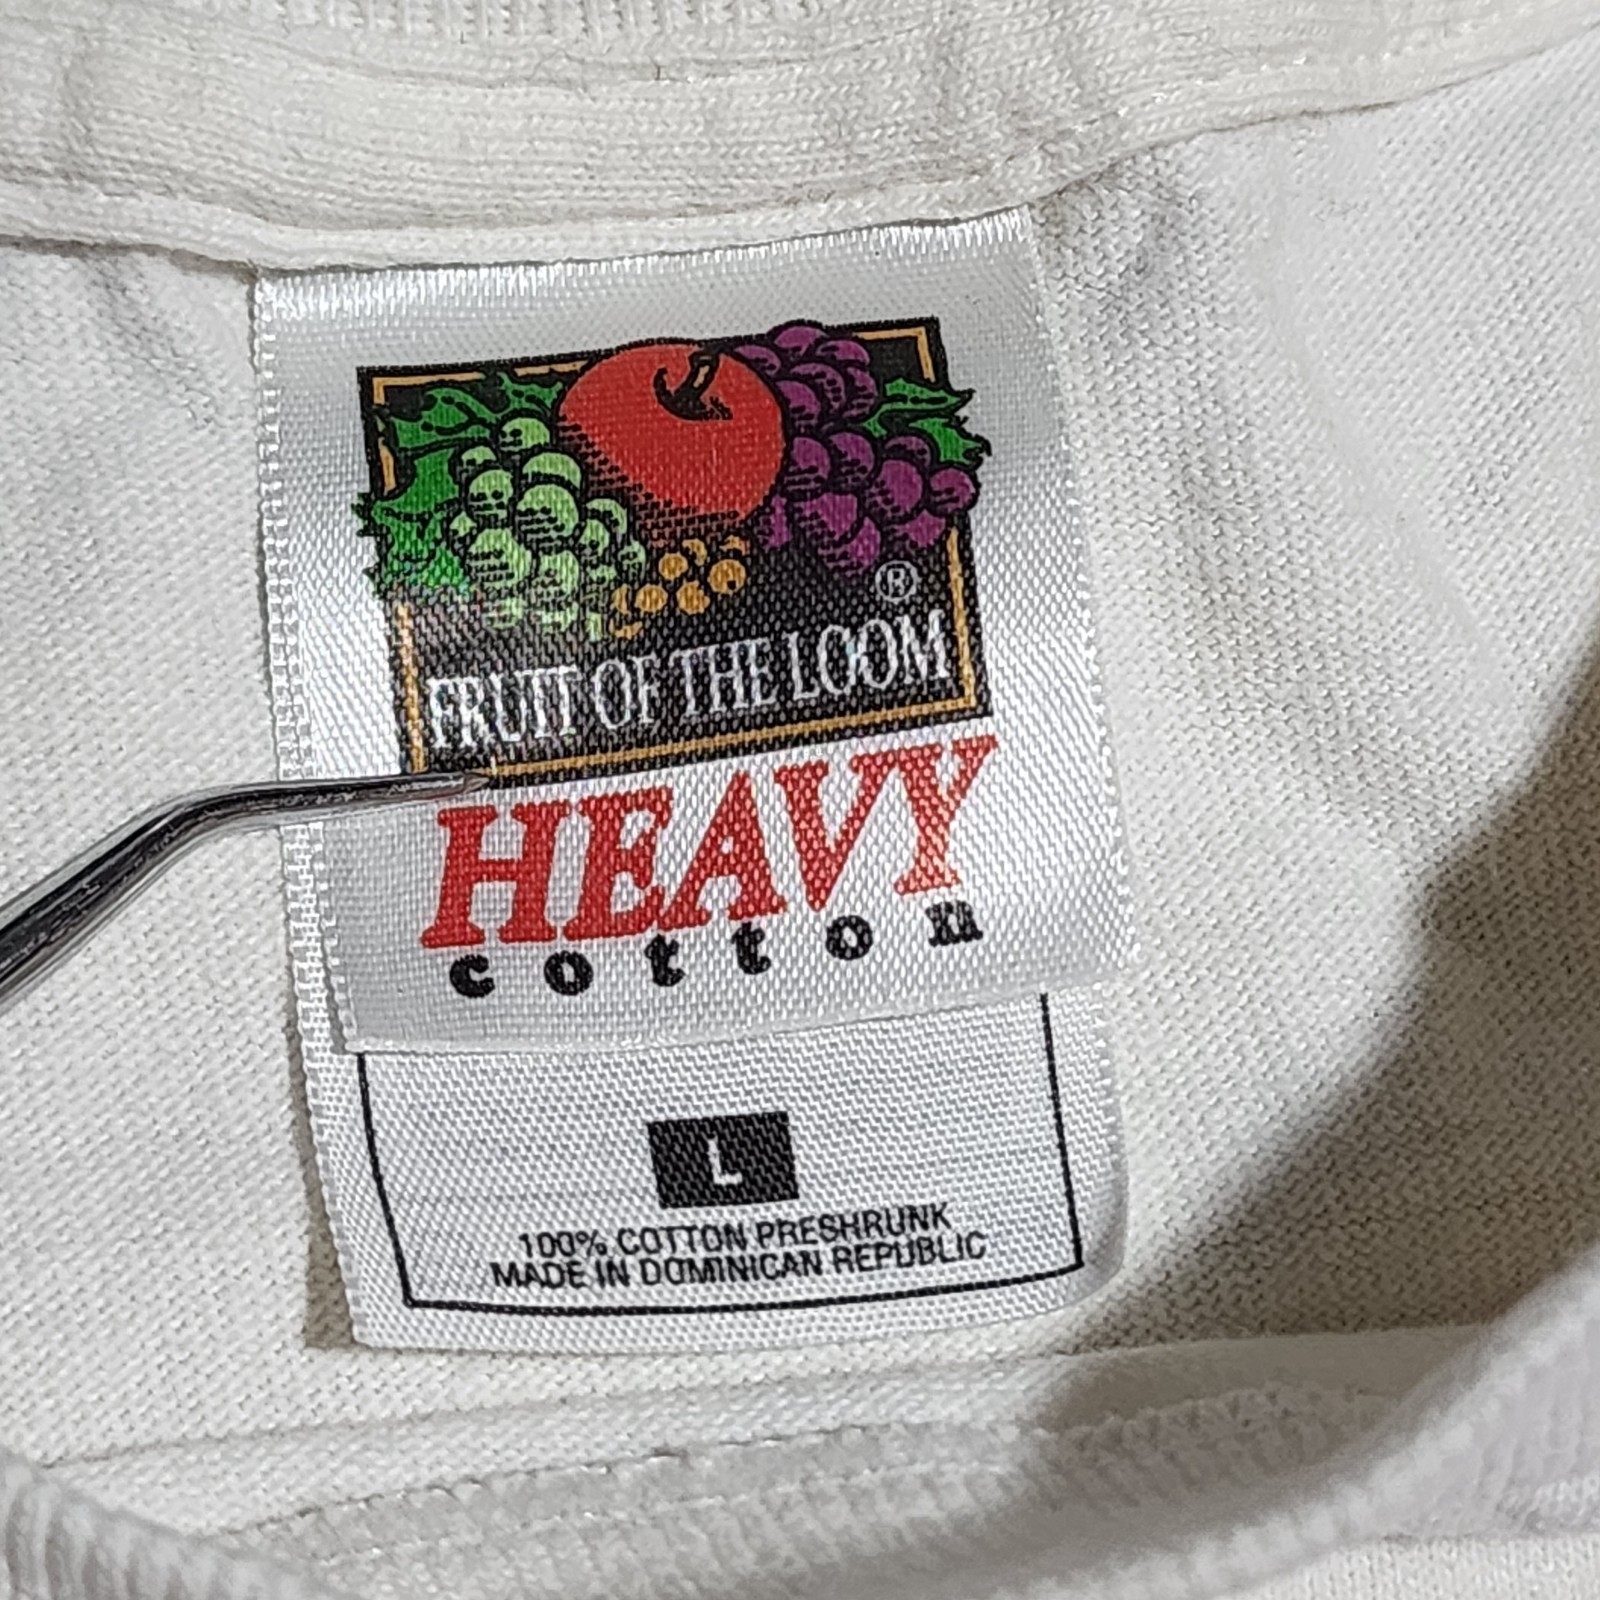 ®
FRUIT OF THE LOOM
HEAVY
cotton
L
100% COTTON PRESHRUNK
MADE IN DOMINICAN REPUBLIC